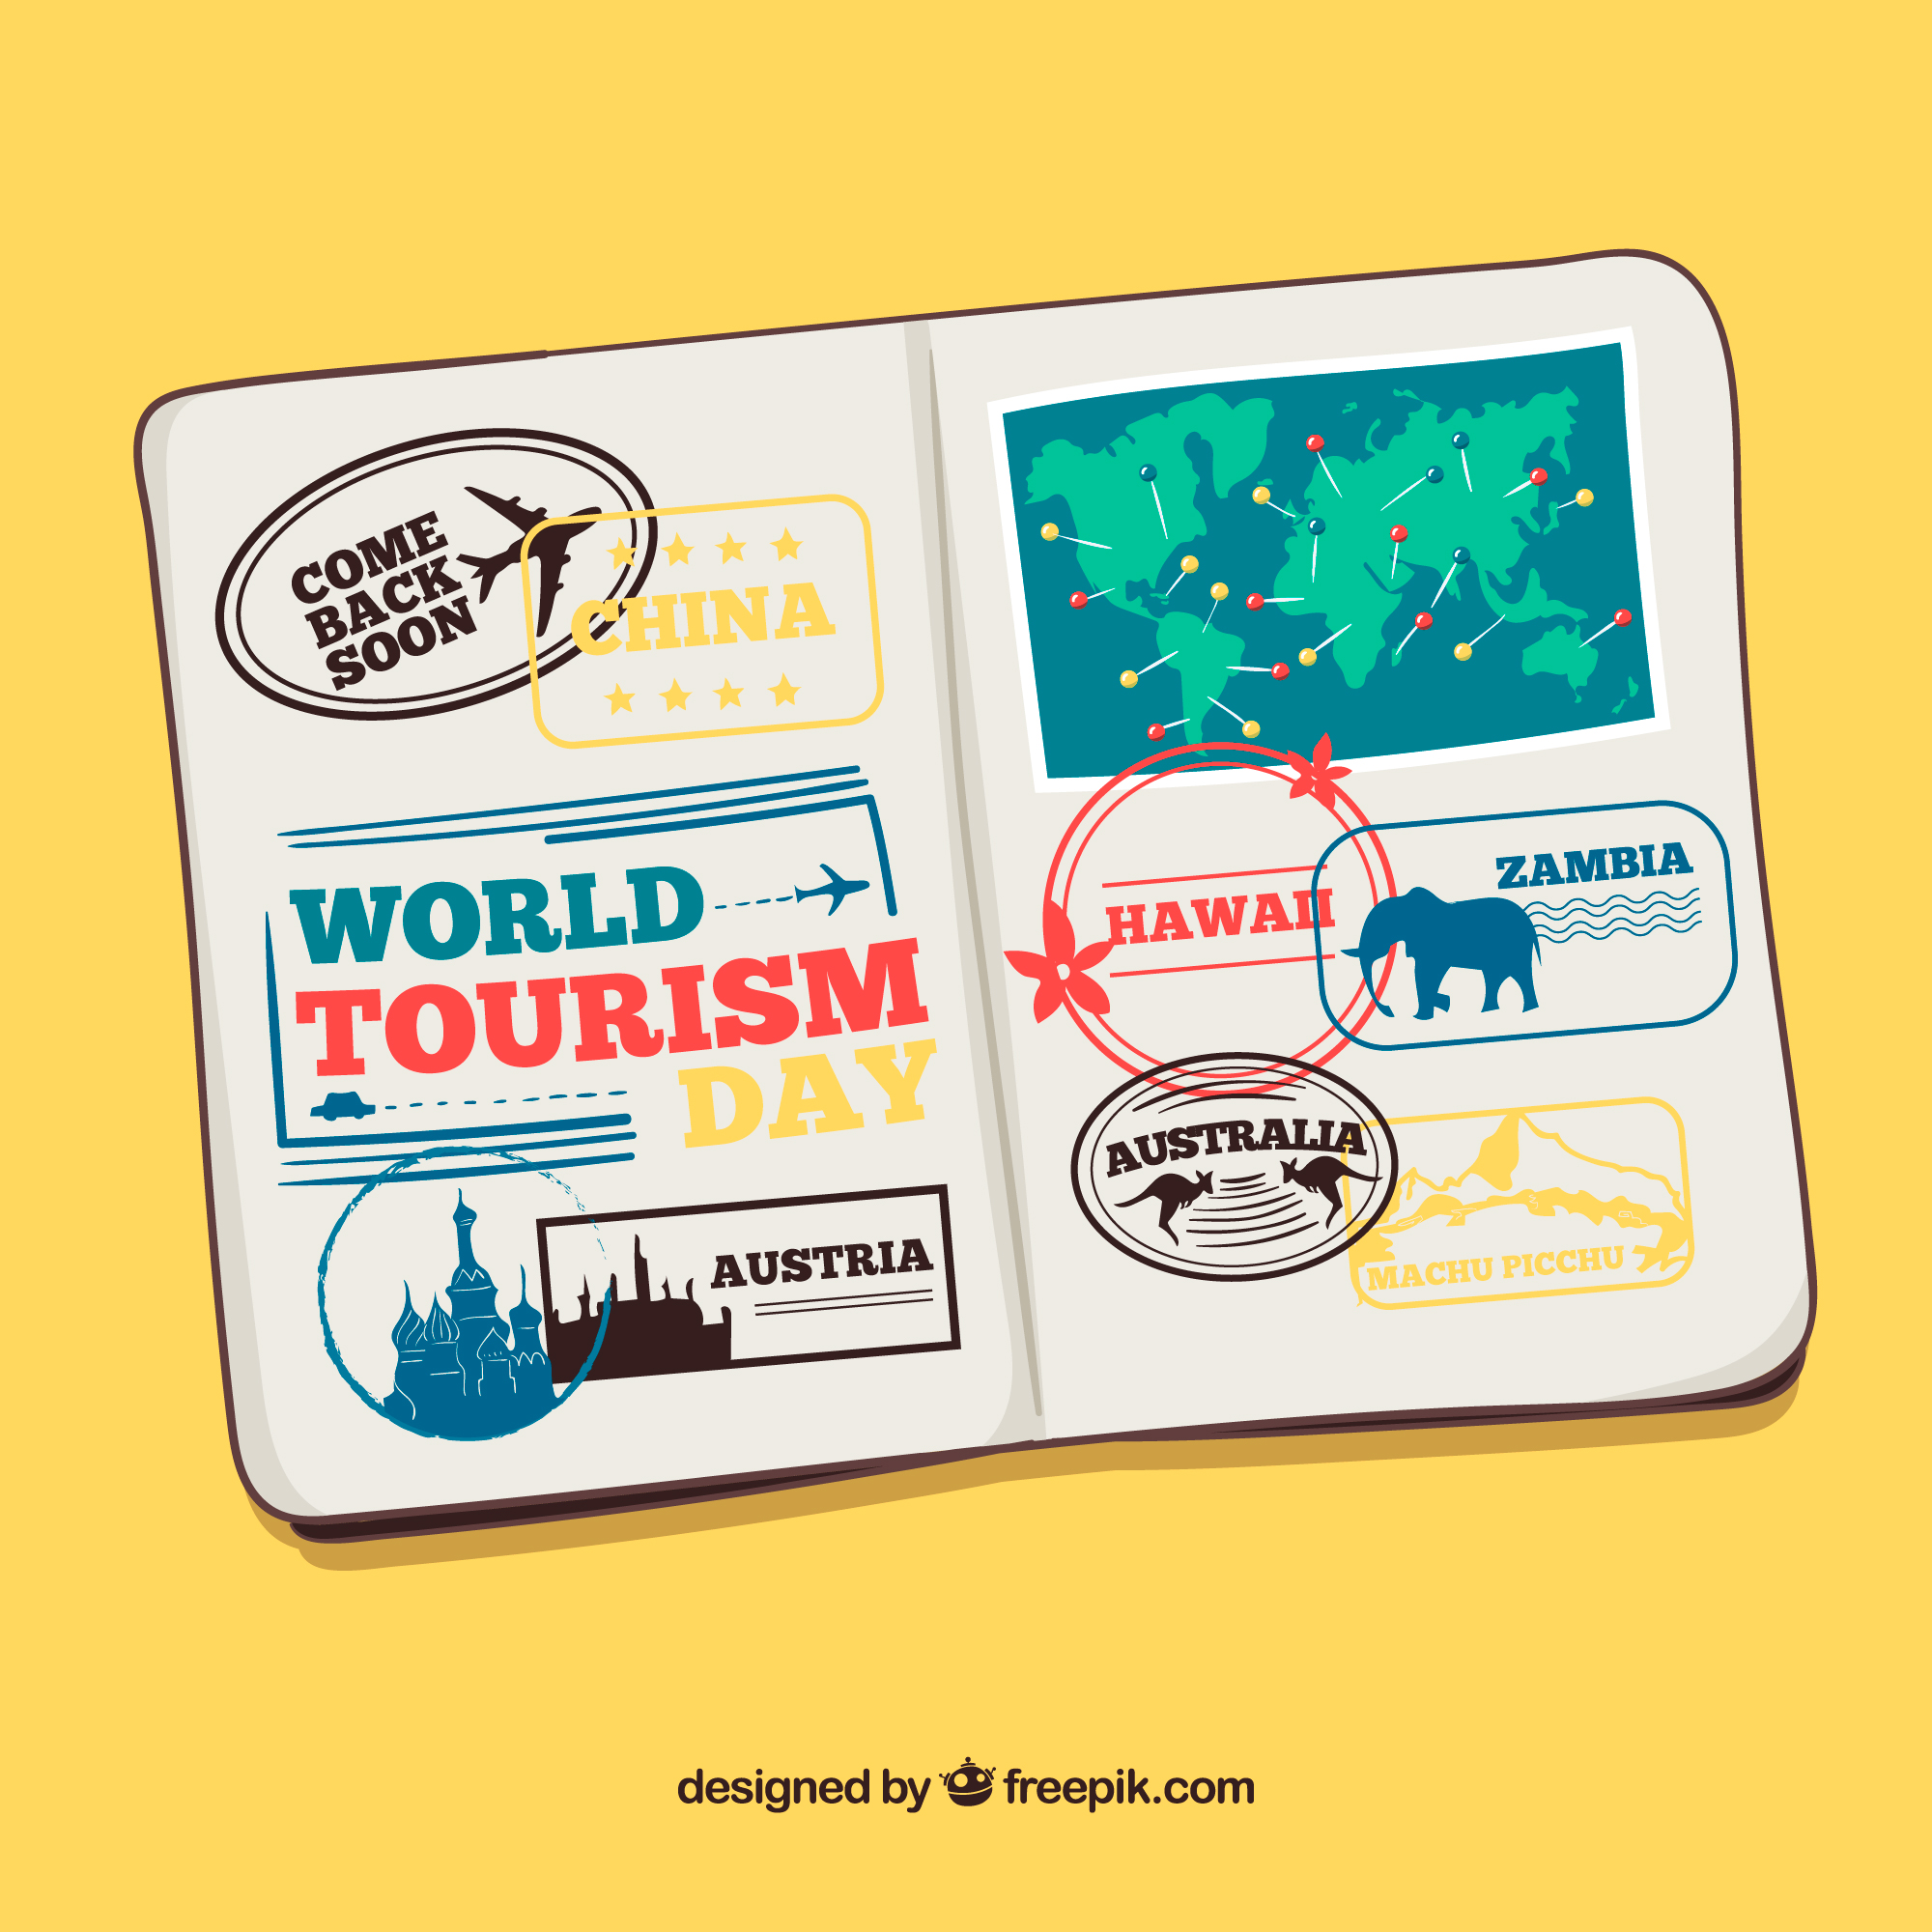 COME
BACK
SOON
CHINA
WORLD
TOURISM
DAY
AUSTRIA
HAWAII
ZAMBIA
AUSTRALIA
MACHU PICCHU
designed by freepik.com